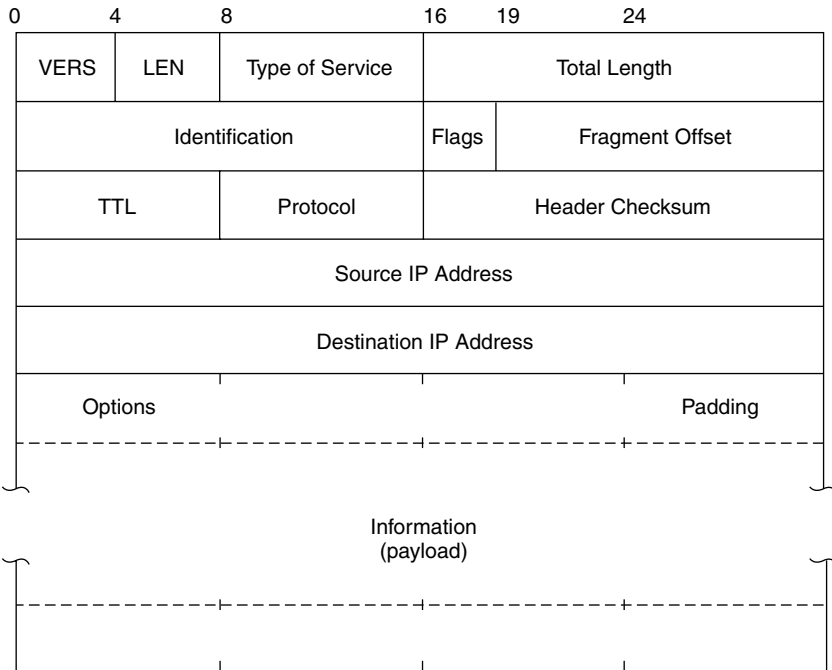 0 4 8 16 19 24
VERS LEN Type of Service Total Length
Identification Flags Fragment Offset
TTL Protocol Header Checksum
Source IP Address
Destination IP Address
Options Padding
Information
(payload)